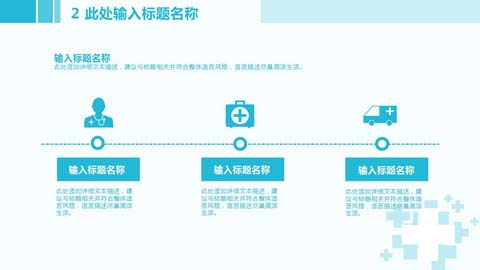 2 此处输入标题名称
输入标题名称
此处添加详细文本描述，建议与标题相关并符合整体语言风格，语言描述尽量简洁生活。
输入标题名称
输入标题名称
输入标题名称
此处添加详细文本描述，建
议与标题相关并符合整体语
言风格，语言描述尽量简洁
生活。
此处添加详细文本描述，建
议与标题相关并符合整体语
言风格，语言描述尽量简洁
生活。
此处添加详细文本描述，建
议与标题相关并符合整体语
言风格，语言描述尽量简洁
生活。